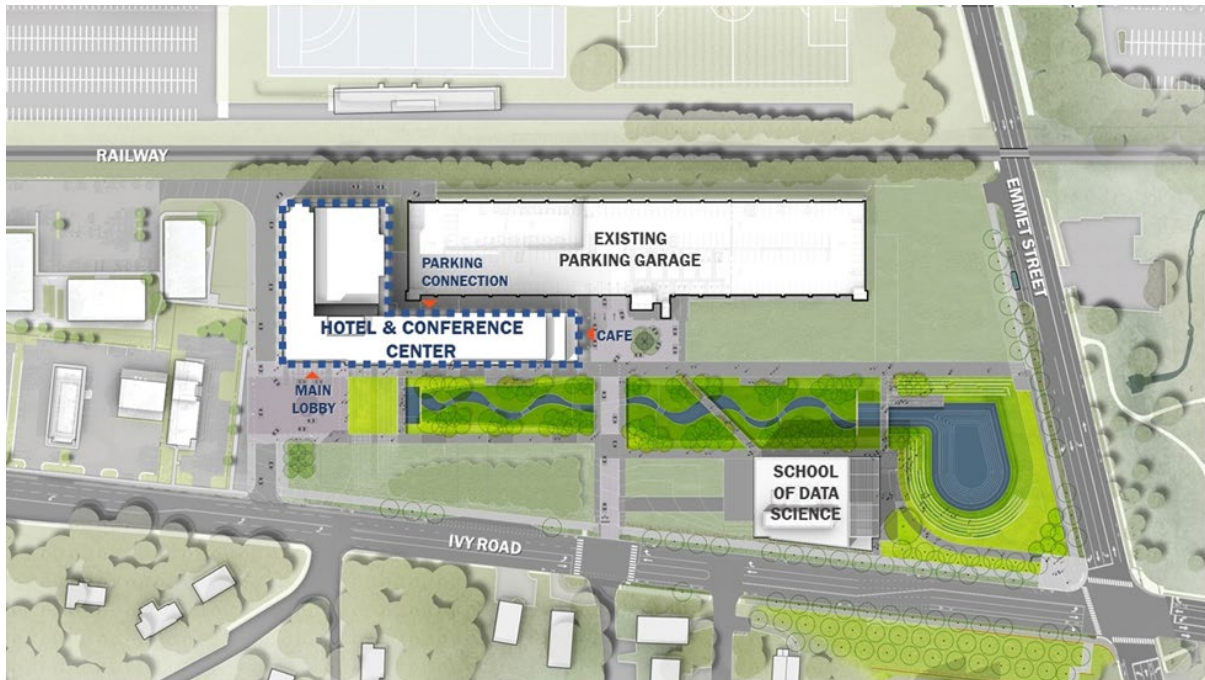 RAILWAY
EMMET STREET
EXISTING
PARKING GARAGE
PARKING
CONNECTION
HOTEL & CONFERENCE
CENTER
CAFE
MAIN
LOBBY
SCHOOL
OF DATA
SCIENCE
IVY ROAD